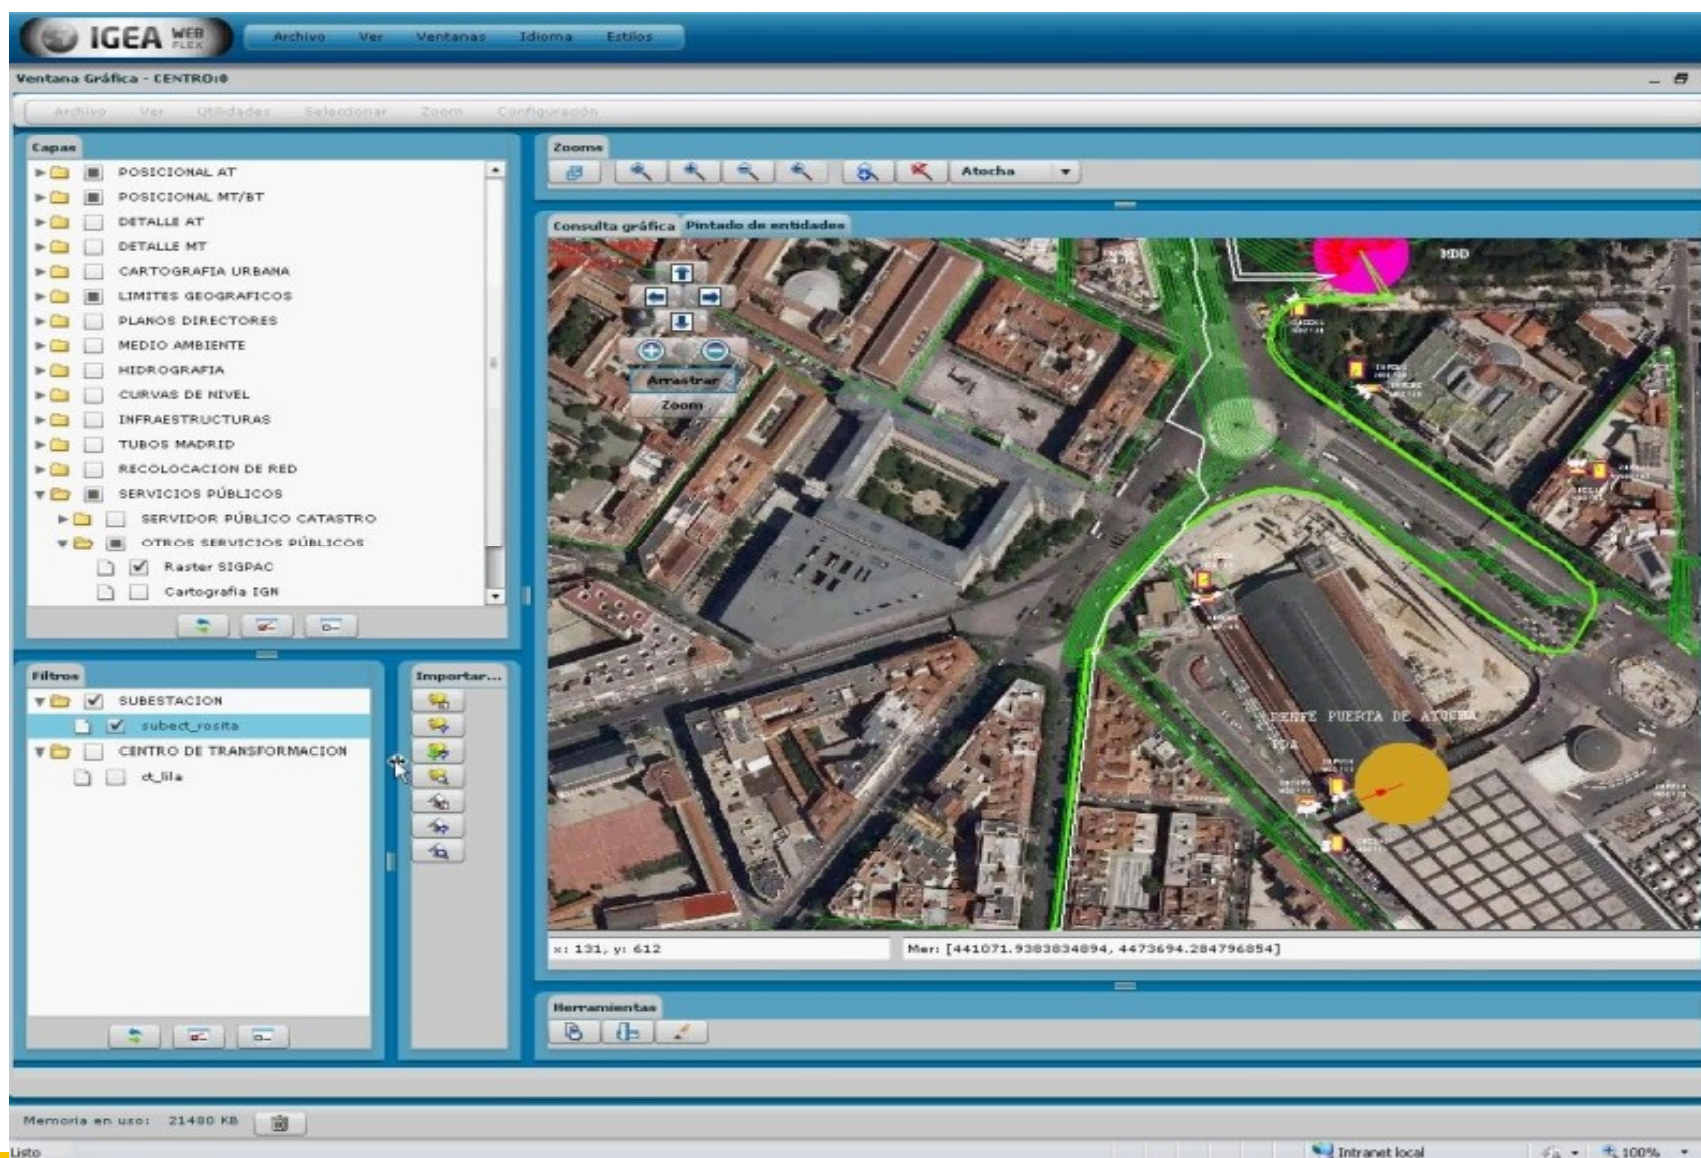 IGEA WEB FLEX
Archivo Ver Ventanas Idioma Estilos
Ventana Gráfica - CENTRO:0
Archivo Ver Utilidades Seleccionar Zoom Configuración
Capas
POSICIONAL AT
POSICIONAL MT/BT
DETALLE AT
DETALLE MT
CARTOGRAFIA URBANA
LIMITES GEOGRAFICOS
PLANOS DIRECTORES
MEDIO AMBIENTE
HIDROGRAFIA
CURVAS DE NIVEL
INFRAESTRUCTURAS
TUBOS MADRID
RECOLOCACION DE RED
SERVICIOS PÚBLICOS
SERVIDOR PÚBLICO CATASTRO
OTROS SERVICIOS PÚBLICOS
Raster SIGPAC
Cartografia IGN
Filtros
SUBESTACION
subect_rosita
CENTRO DE TRANSFORMACION
ct_lila
Importar...
Zooms
Atocha
Consulta gráfica Pintado de entidades
Arrastrar
Zoom
MDD
RENFE PUERTA DE ATOCHA
x: 131, y: 612
Mer: [441071.9383834894, 4473694.284796854]
Herramientas
Memoria en uso: 21480 KB
Listo
Intranet local
100%